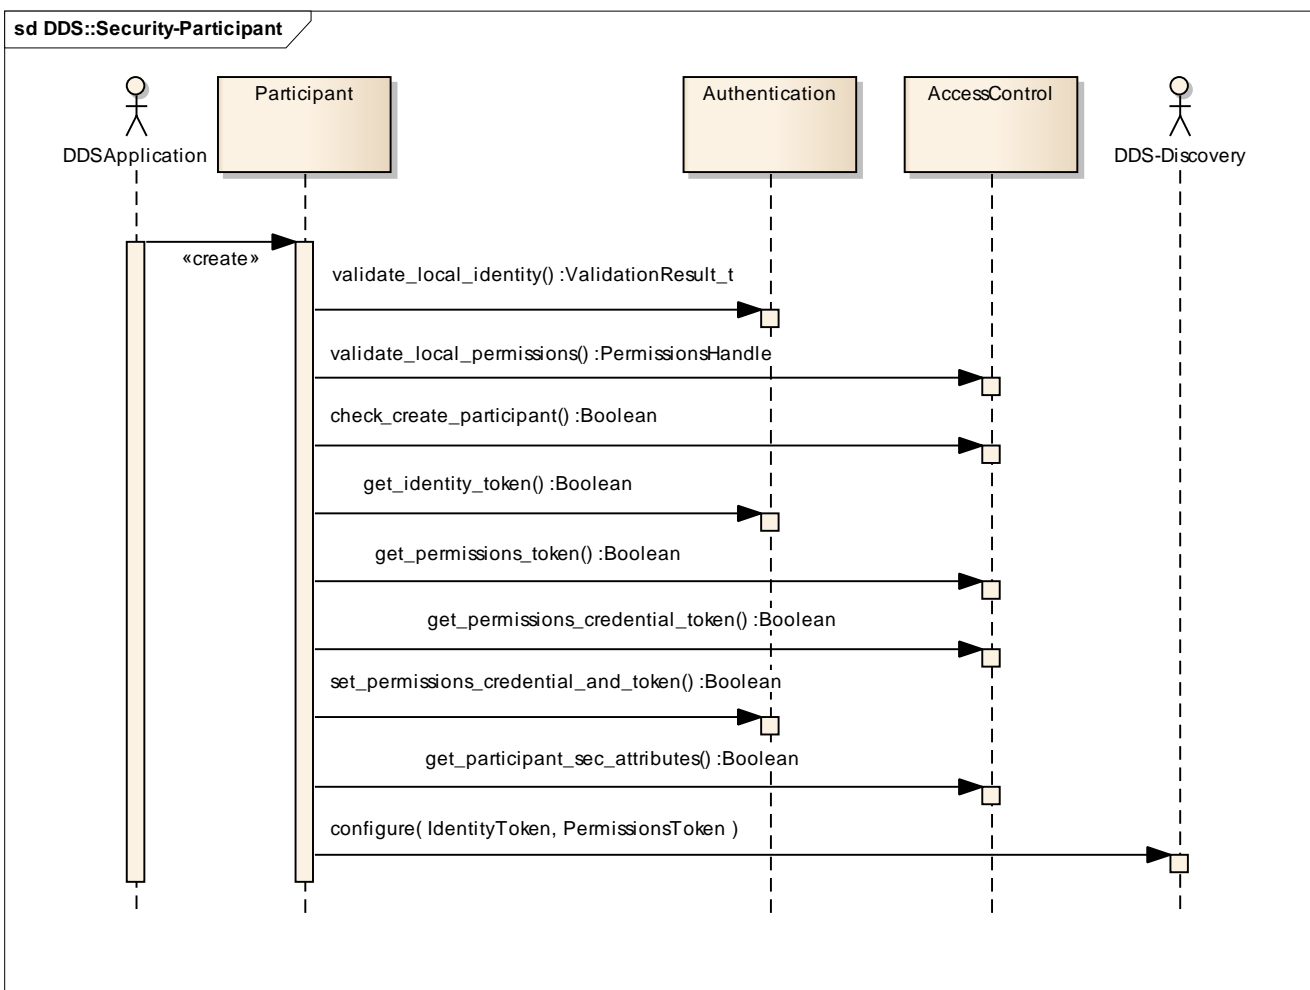 sd DDS::Security-Participant
Participant
Authentication
AccessControl
DDSApplication
DDS-Discovery
«create»
validate_local_identity() :ValidationResult_t
validate_local_permissions() :PermissionsHandle
check_create_participant() :Boolean
get_identity_token() :Boolean
get_permissions_token() :Boolean
get_permissions_credential_token() :Boolean
set_permissions_credential_and_token() :Boolean
get_participant_sec_attributes() :Boolean
configure( IdentityToken, PermissionsToken )